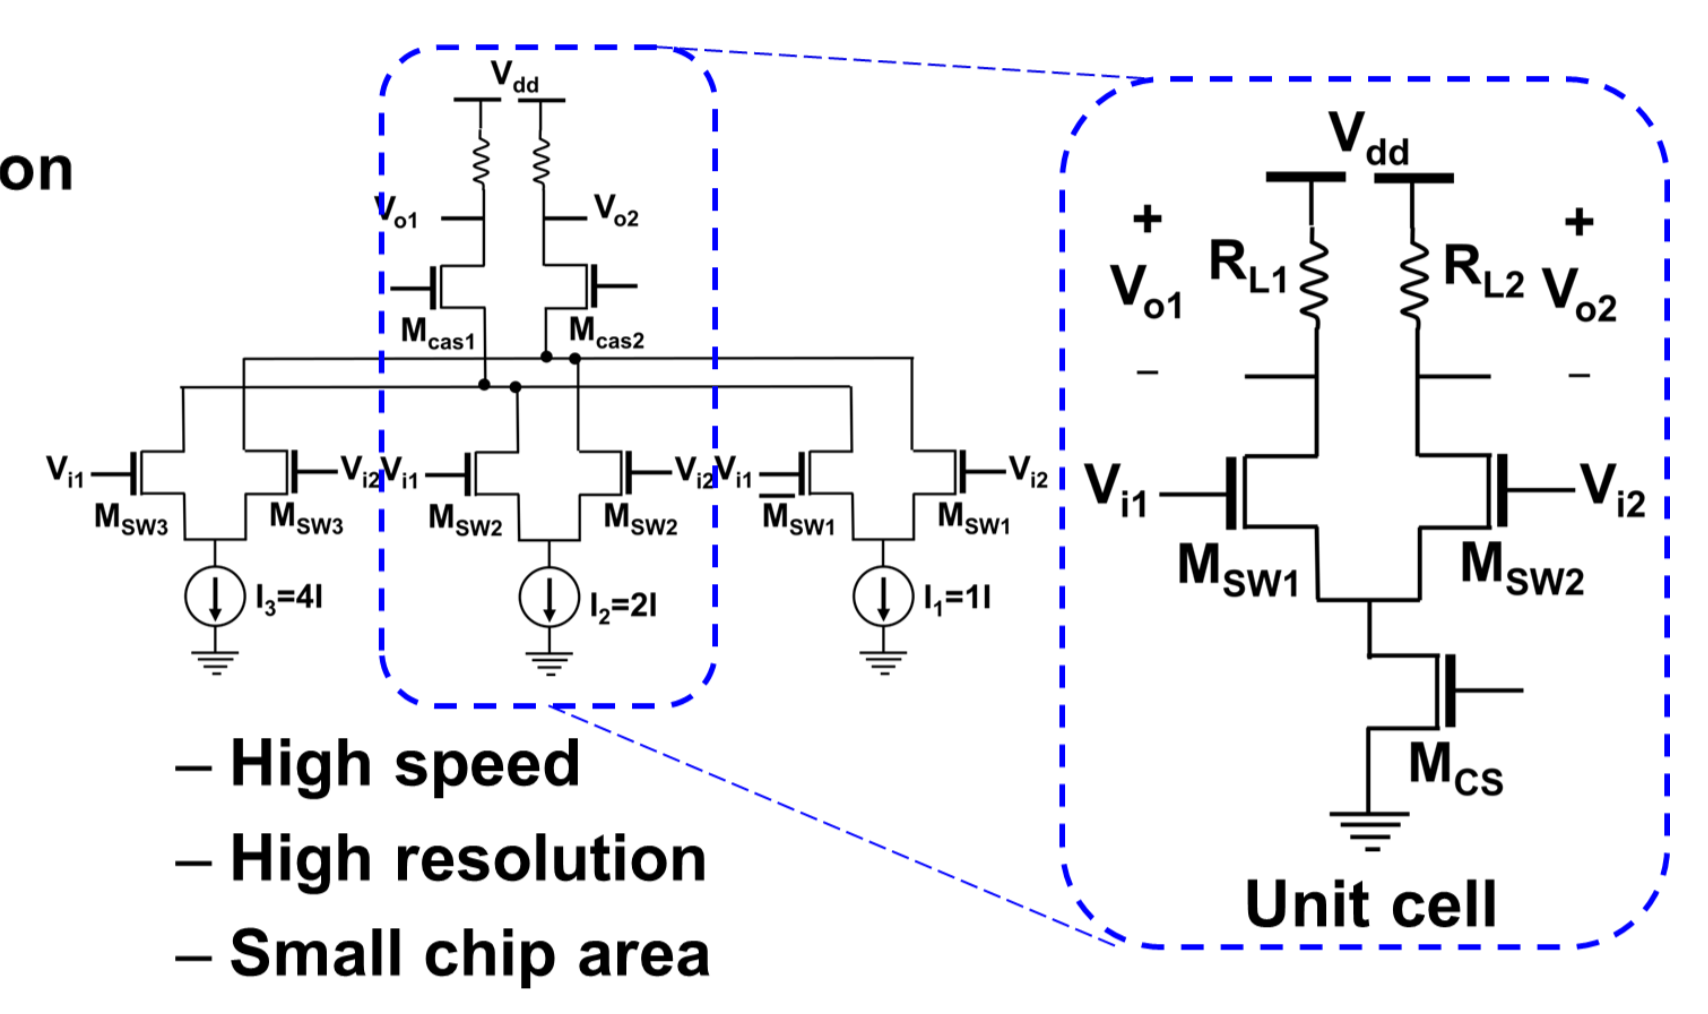 on
Vdd
Vo1
Vo2
Mcas1
Mcas2
Vi1
Vi2
Vi1
Vi2
Vi1
Vi2
MSW3
MSW3
MSW2
MSW2
MSW1
MSW1
I3=4I
I2=2I
I1=1I
– High speed
– High resolution
– Small chip area
Vdd
+
Vo1
–
RL1
RL2
+
Vo2
–
Vi1
Vi2
MSW1
MSW2
MCS
Unit cell